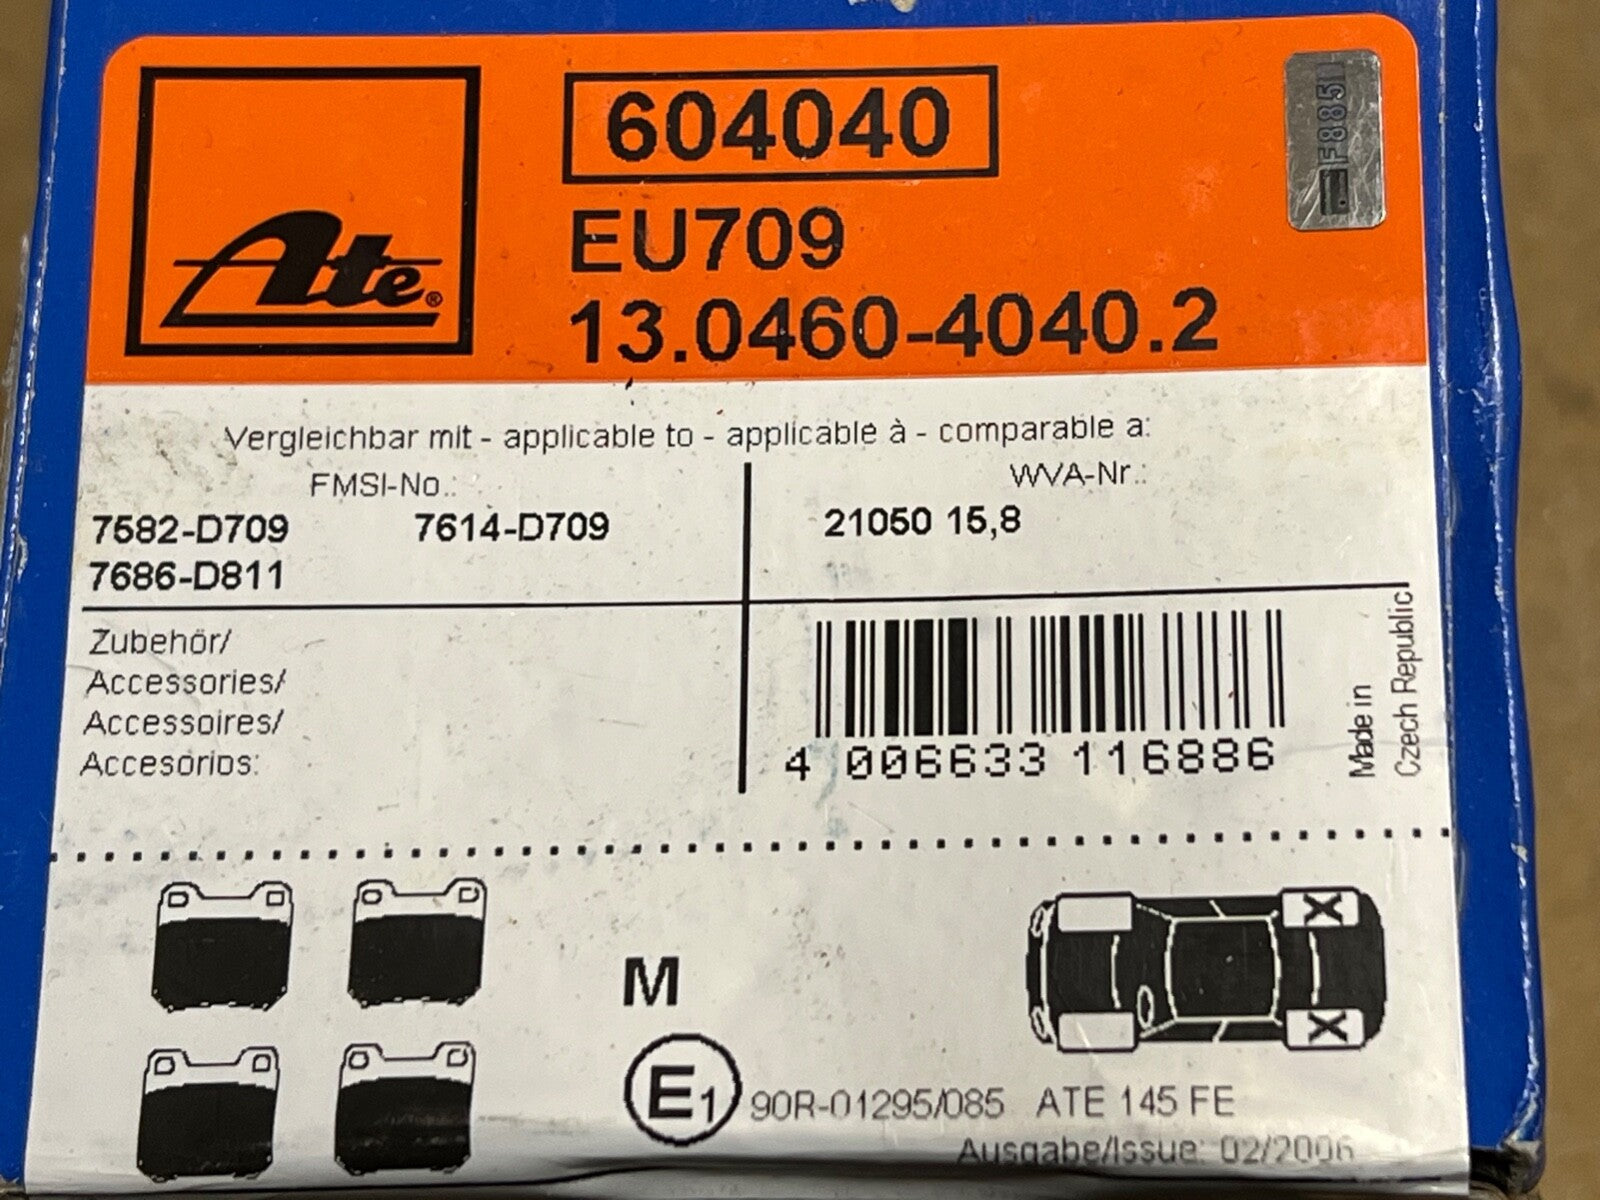 Ate®
604040
EU709
13.0460-4040.2
F885
Vergleichbar mit - applicable to - applicable à - comparable a:
FMSI-No.:
WVA-Nr.:
7582-D709 7614-D709
7686-D811
21050 15,8
Zubehör/
Accessories/
Accessoires/
Accesorios:
4 006633 116886
Made in
Czech Republic
M
E1 90R-01295/085 ATE 145 FE
Ausgabe/Issue: 02/2006
X
X